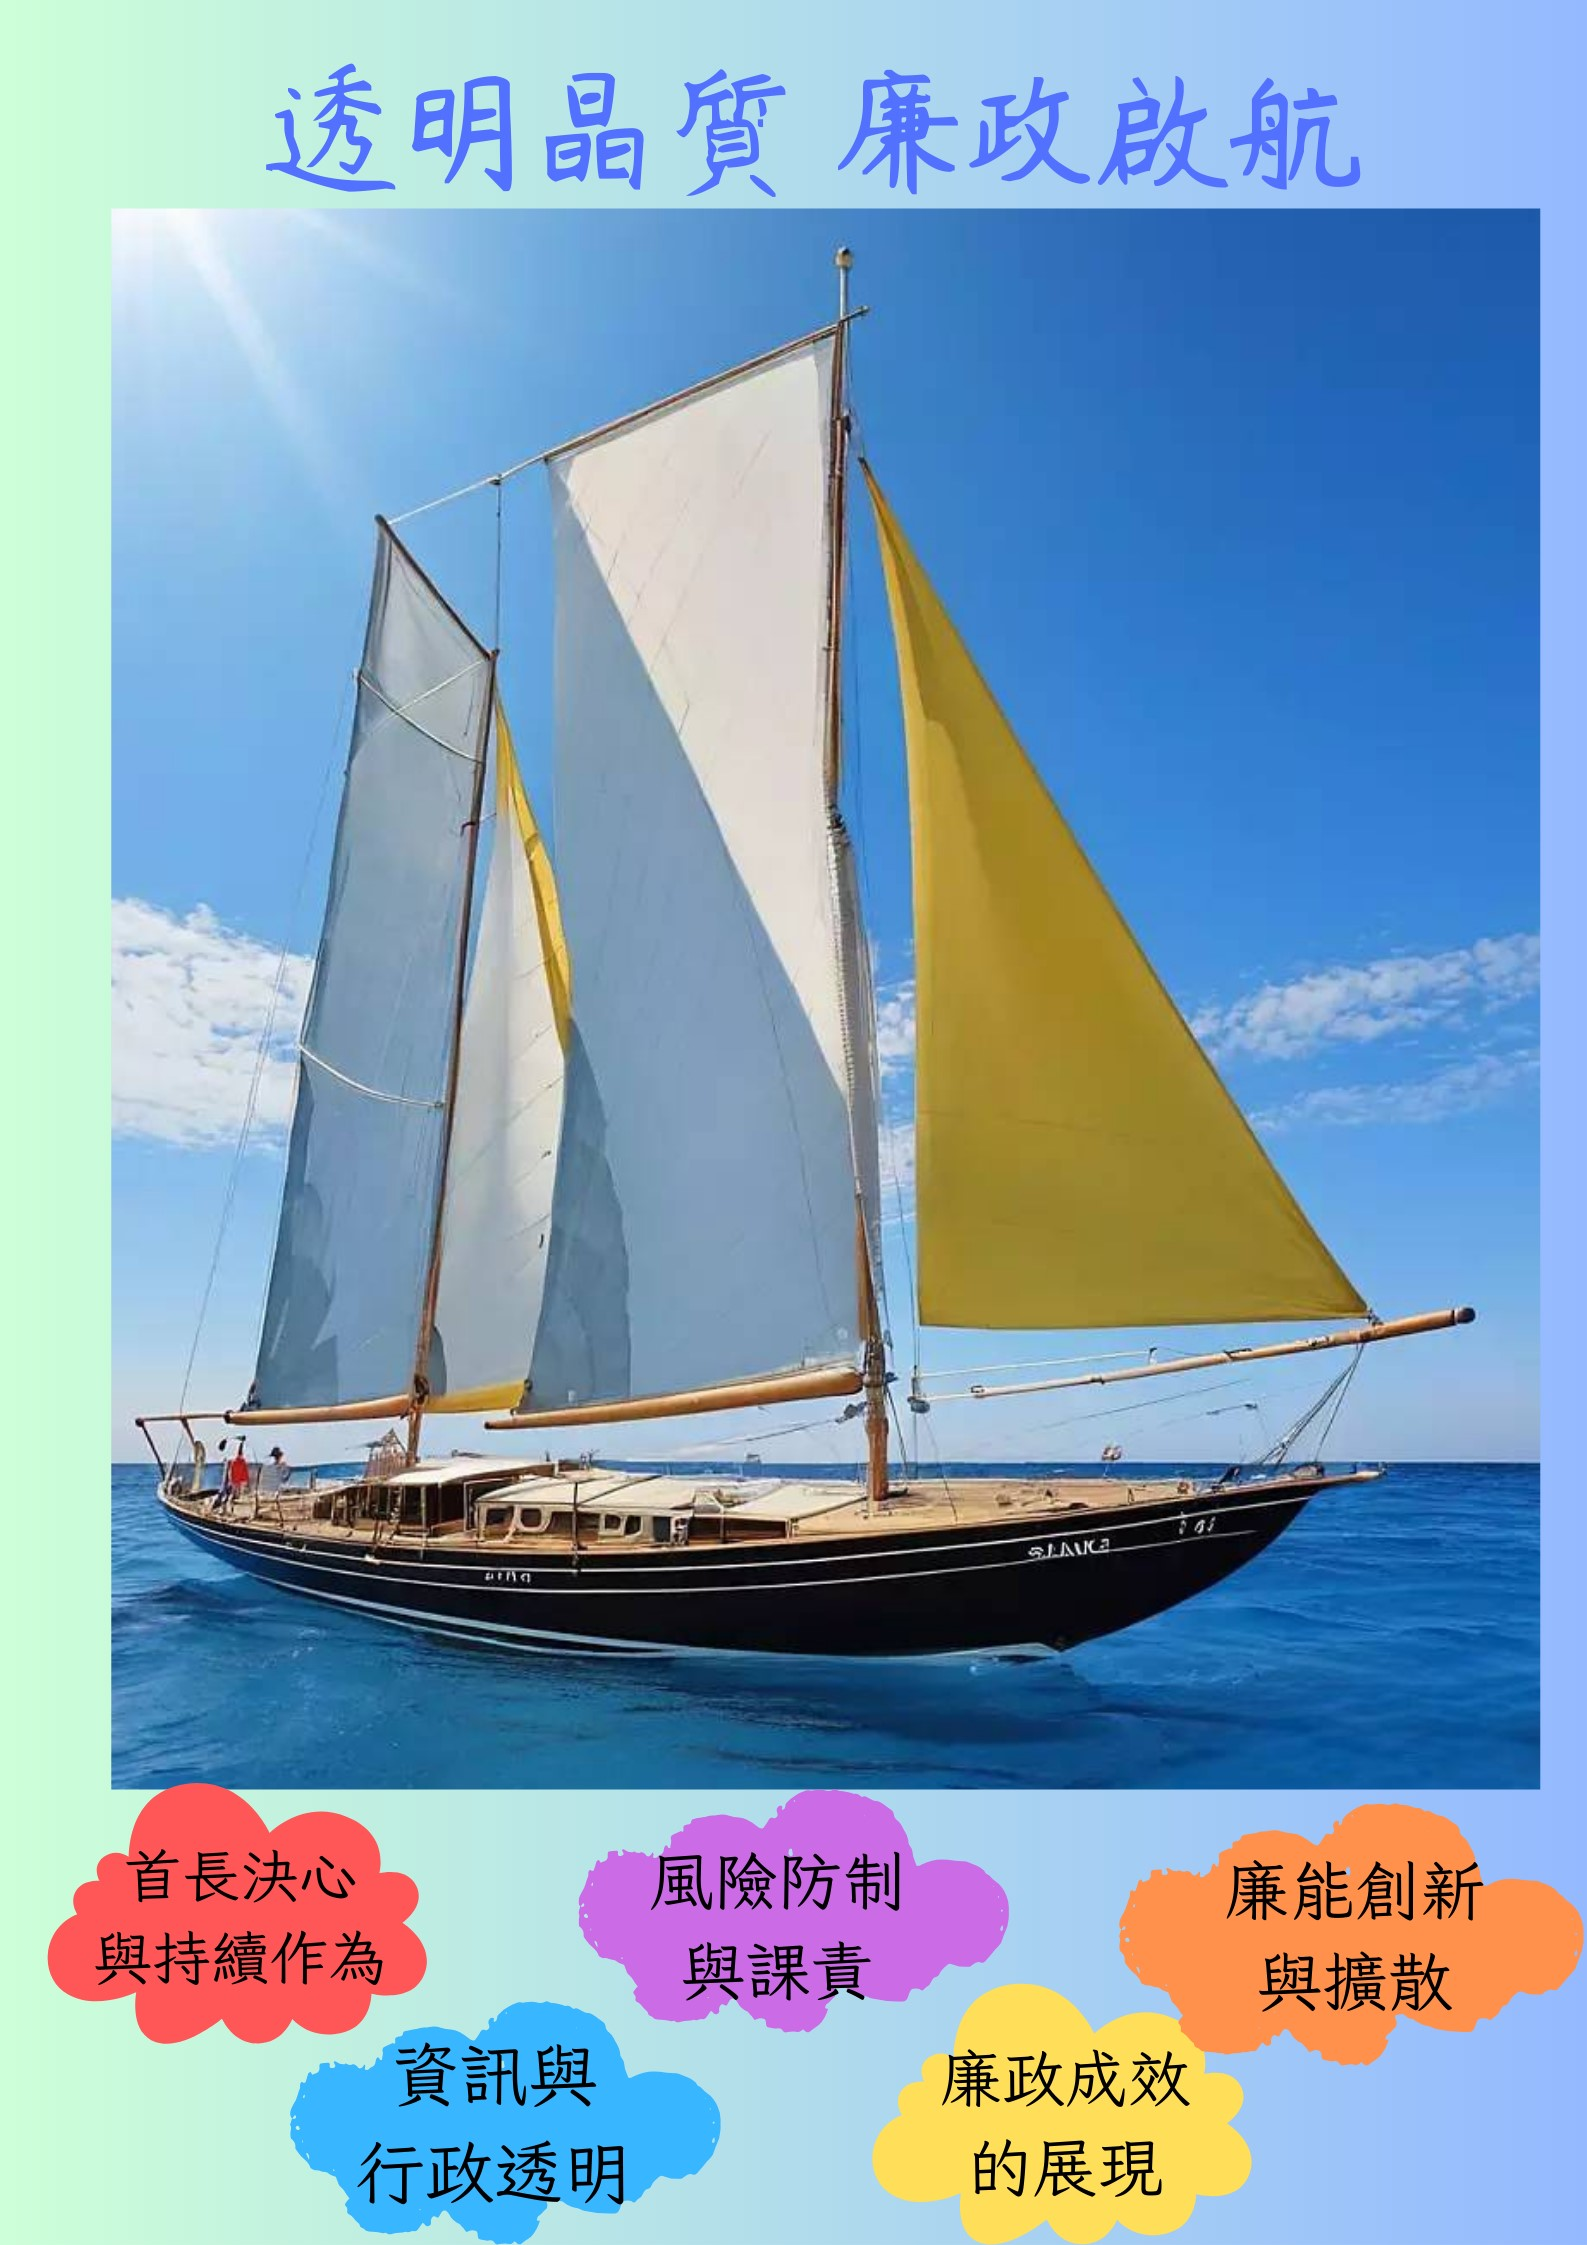 透明晶質 廉政啟航
首長決心
與持續作為
資訊與
行政透明
風險防制
與課責
廉政成效
的展現
廉能創新
與擴散